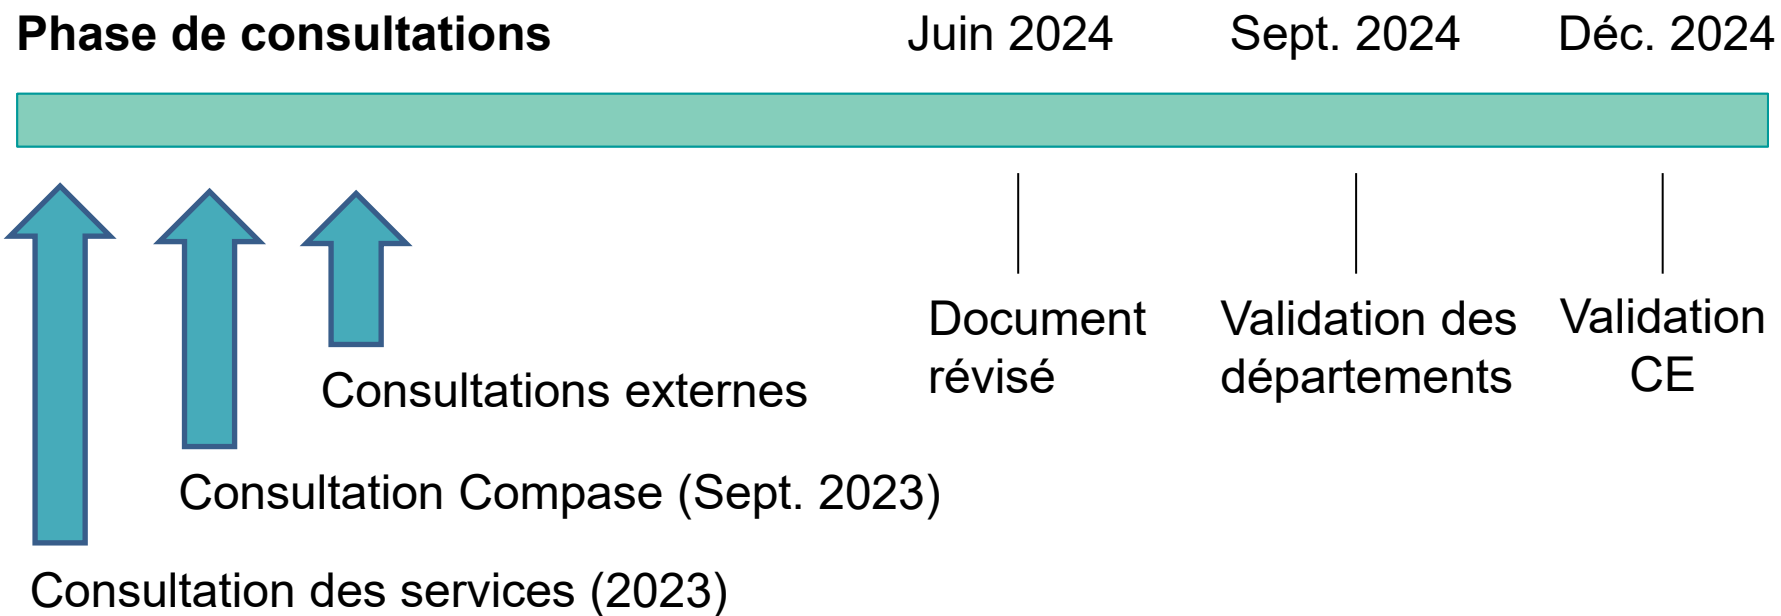 Phase de consultations
Juin 2024
Sept. 2024
Déc. 2024
Document
révisé
Validation des
départements
Validation
CE
Consultations externes
Consultation Compase (Sept. 2023)
Consultation des services (2023)